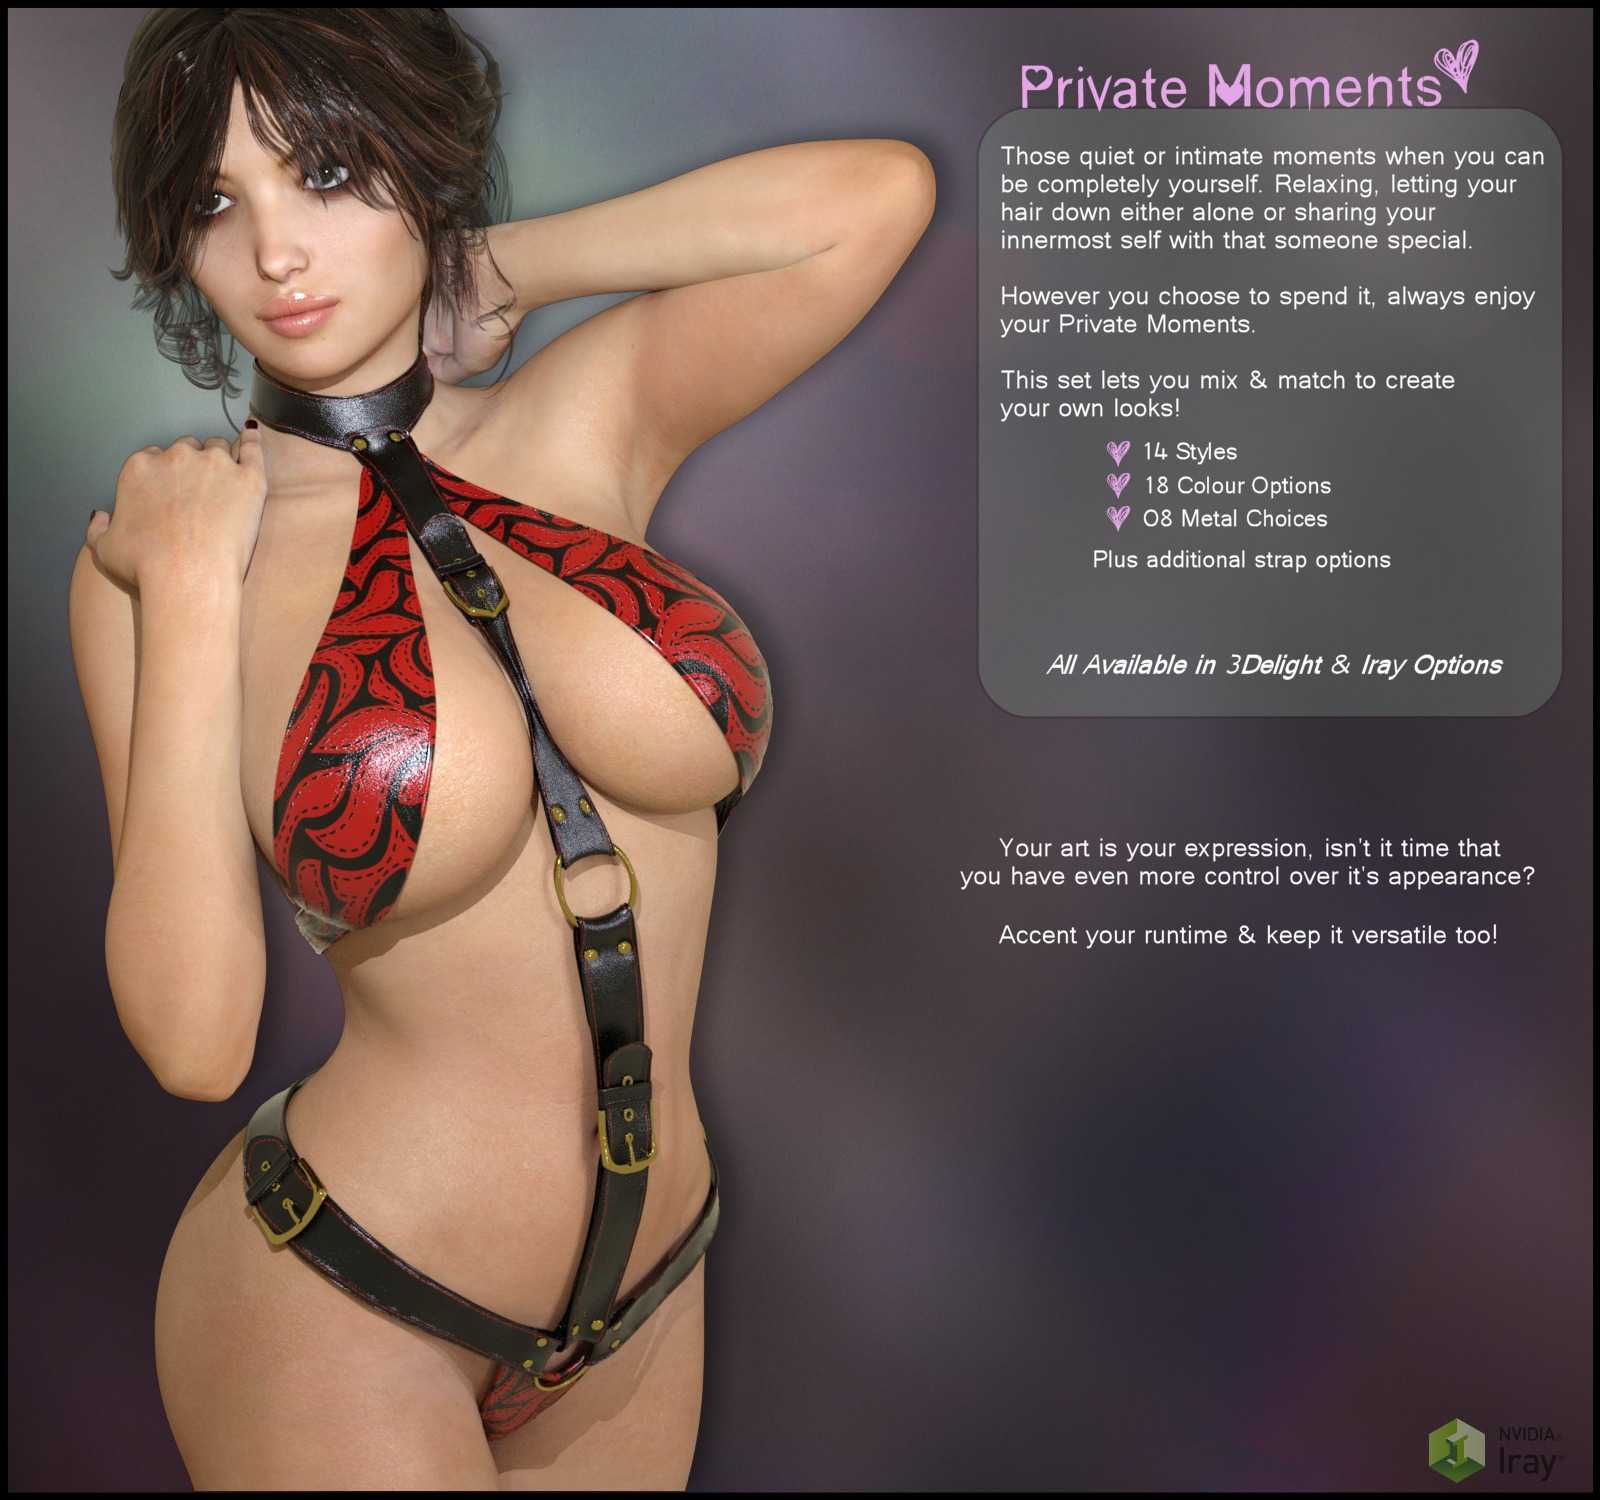 Private Moments
Those quiet or intimate moments when you can
be completely yourself. Relaxing, letting your
hair down either alone or sharing your
innermost self with that someone special.
However you choose to spend it, always enjoy
your Private Moments.
This set lets you mix & match to create
your own looks!
14 Styles
18 Colour Options
08 Metal Choices
Plus additional strap options
All Available in 3Delight & Iray Options
Your art is your expression, isn't it time that
you have even more control over it's appearance?
Accent your runtime & keep it versatile too!
NVIDIA®
Iray™